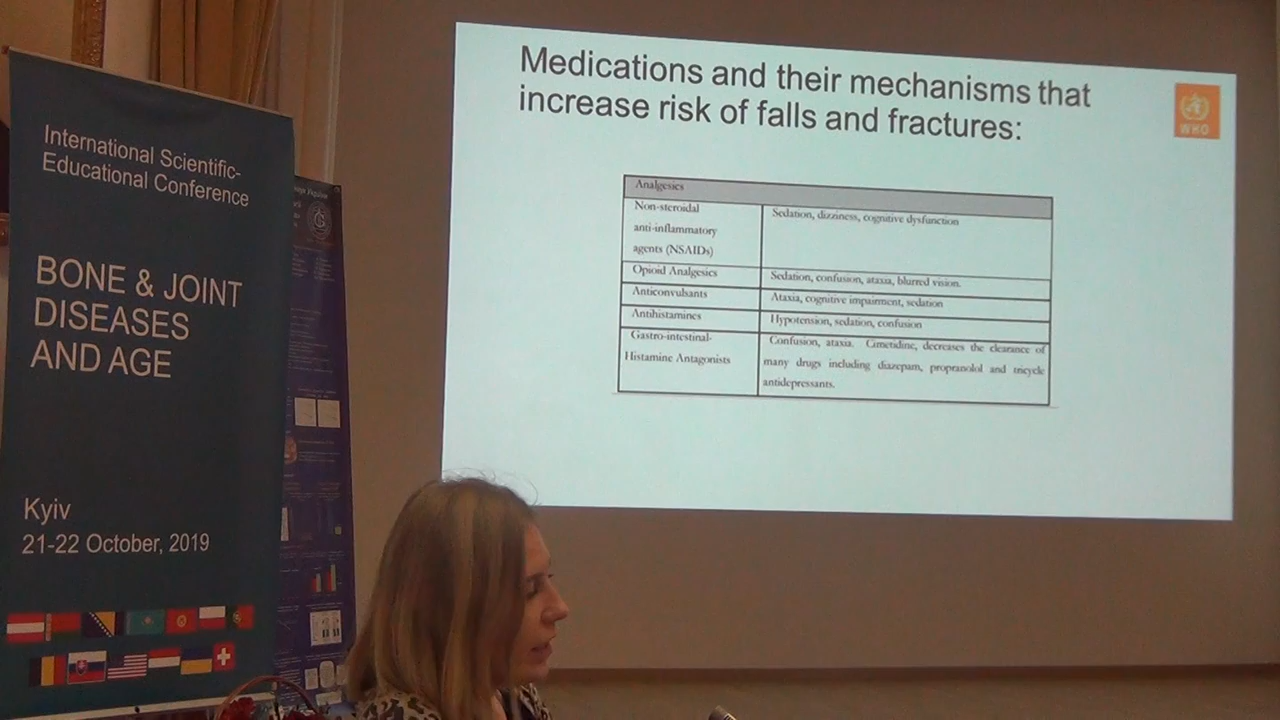 International Scientific-
Educational Conference
BONE & JOINT
DISEASES
AND AGE
Kyiv
21-22 October, 2019
Medications and their mechanisms that
increase risk of falls and fractures:
WHO
Analgesics
Non-steroidal
anti-inflammatory
agents (NSAIDs)
Sedation, dizziness, cognitive dysfunction
Opioid Analgesics
Sedation, confusion, ataxia, blurred vision.
Anticonvulsants
Ataxia, cognitive impairment, sedation
Antihistamines
Hypotension, sedation, confusion
Gastro-intestinal-
Histamine Antagonists
Confusion, ataxia. Cimetidine, decreases the clearance of
many drugs including diazepam, propranolol and tricycle
antidepressants.